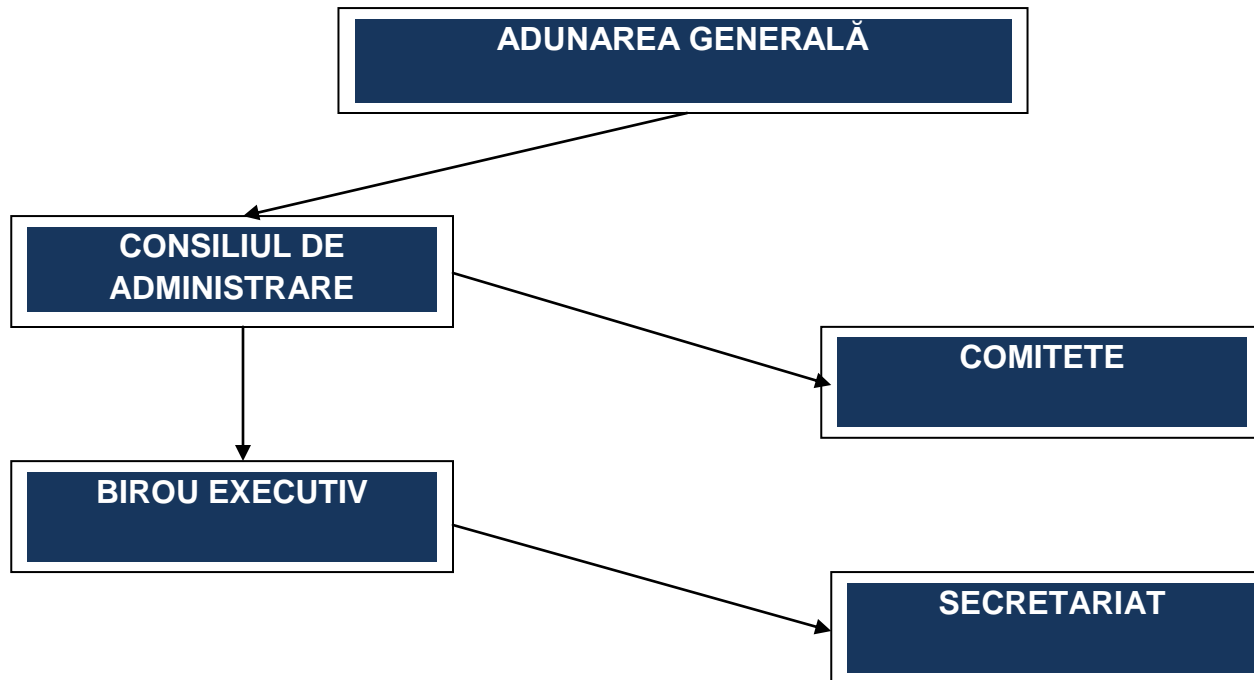 ADUNAREA GENERALĂ
CONSILIUL DE
ADMINISTRARE
COMITETE
BIROU EXECUTIV
SECRETARIAT